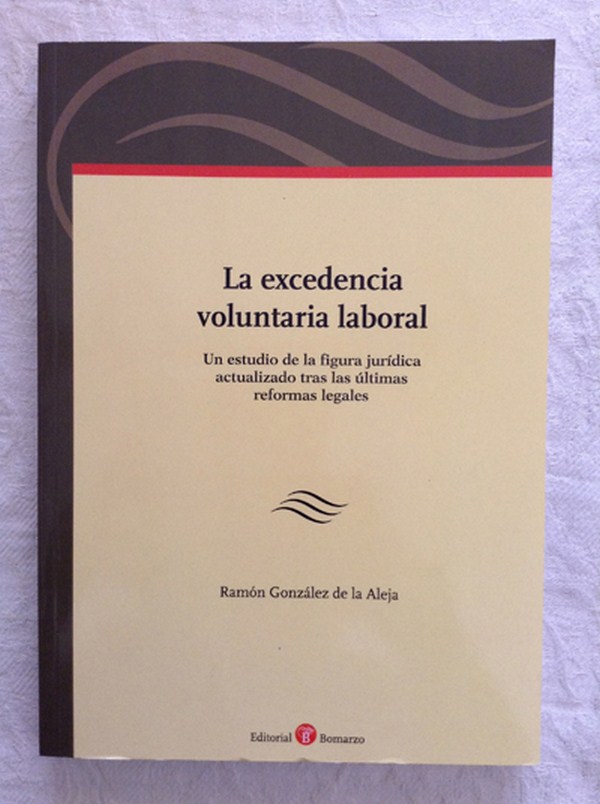 La excedencia
voluntaria laboral
Un estudio de la figura jurídica
actualizado tras las últimas
reformas legales
Ramón González de la Aleja
Editorial B Bomarzo